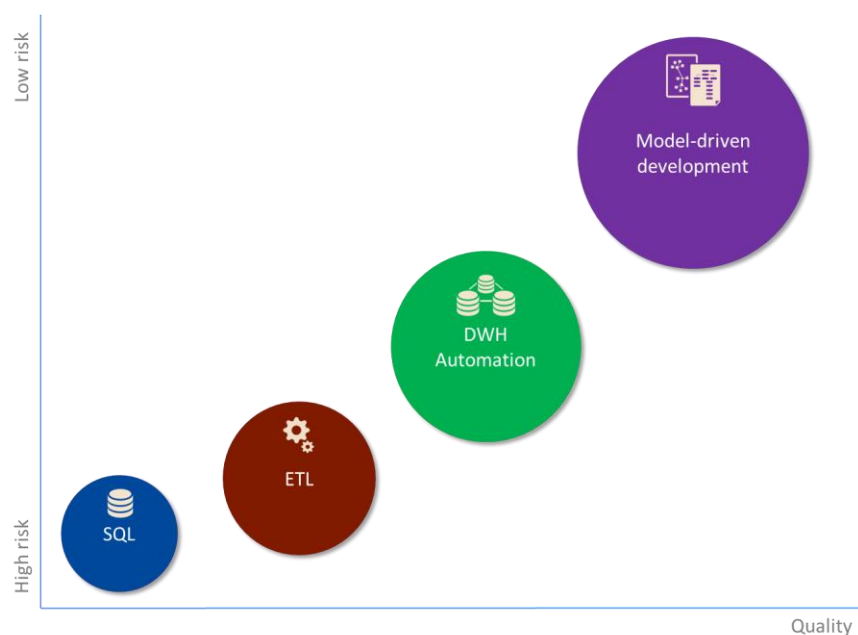 Low risk
Model-driven
development
DWH
Automation
ETL
SQL
High risk
Quality